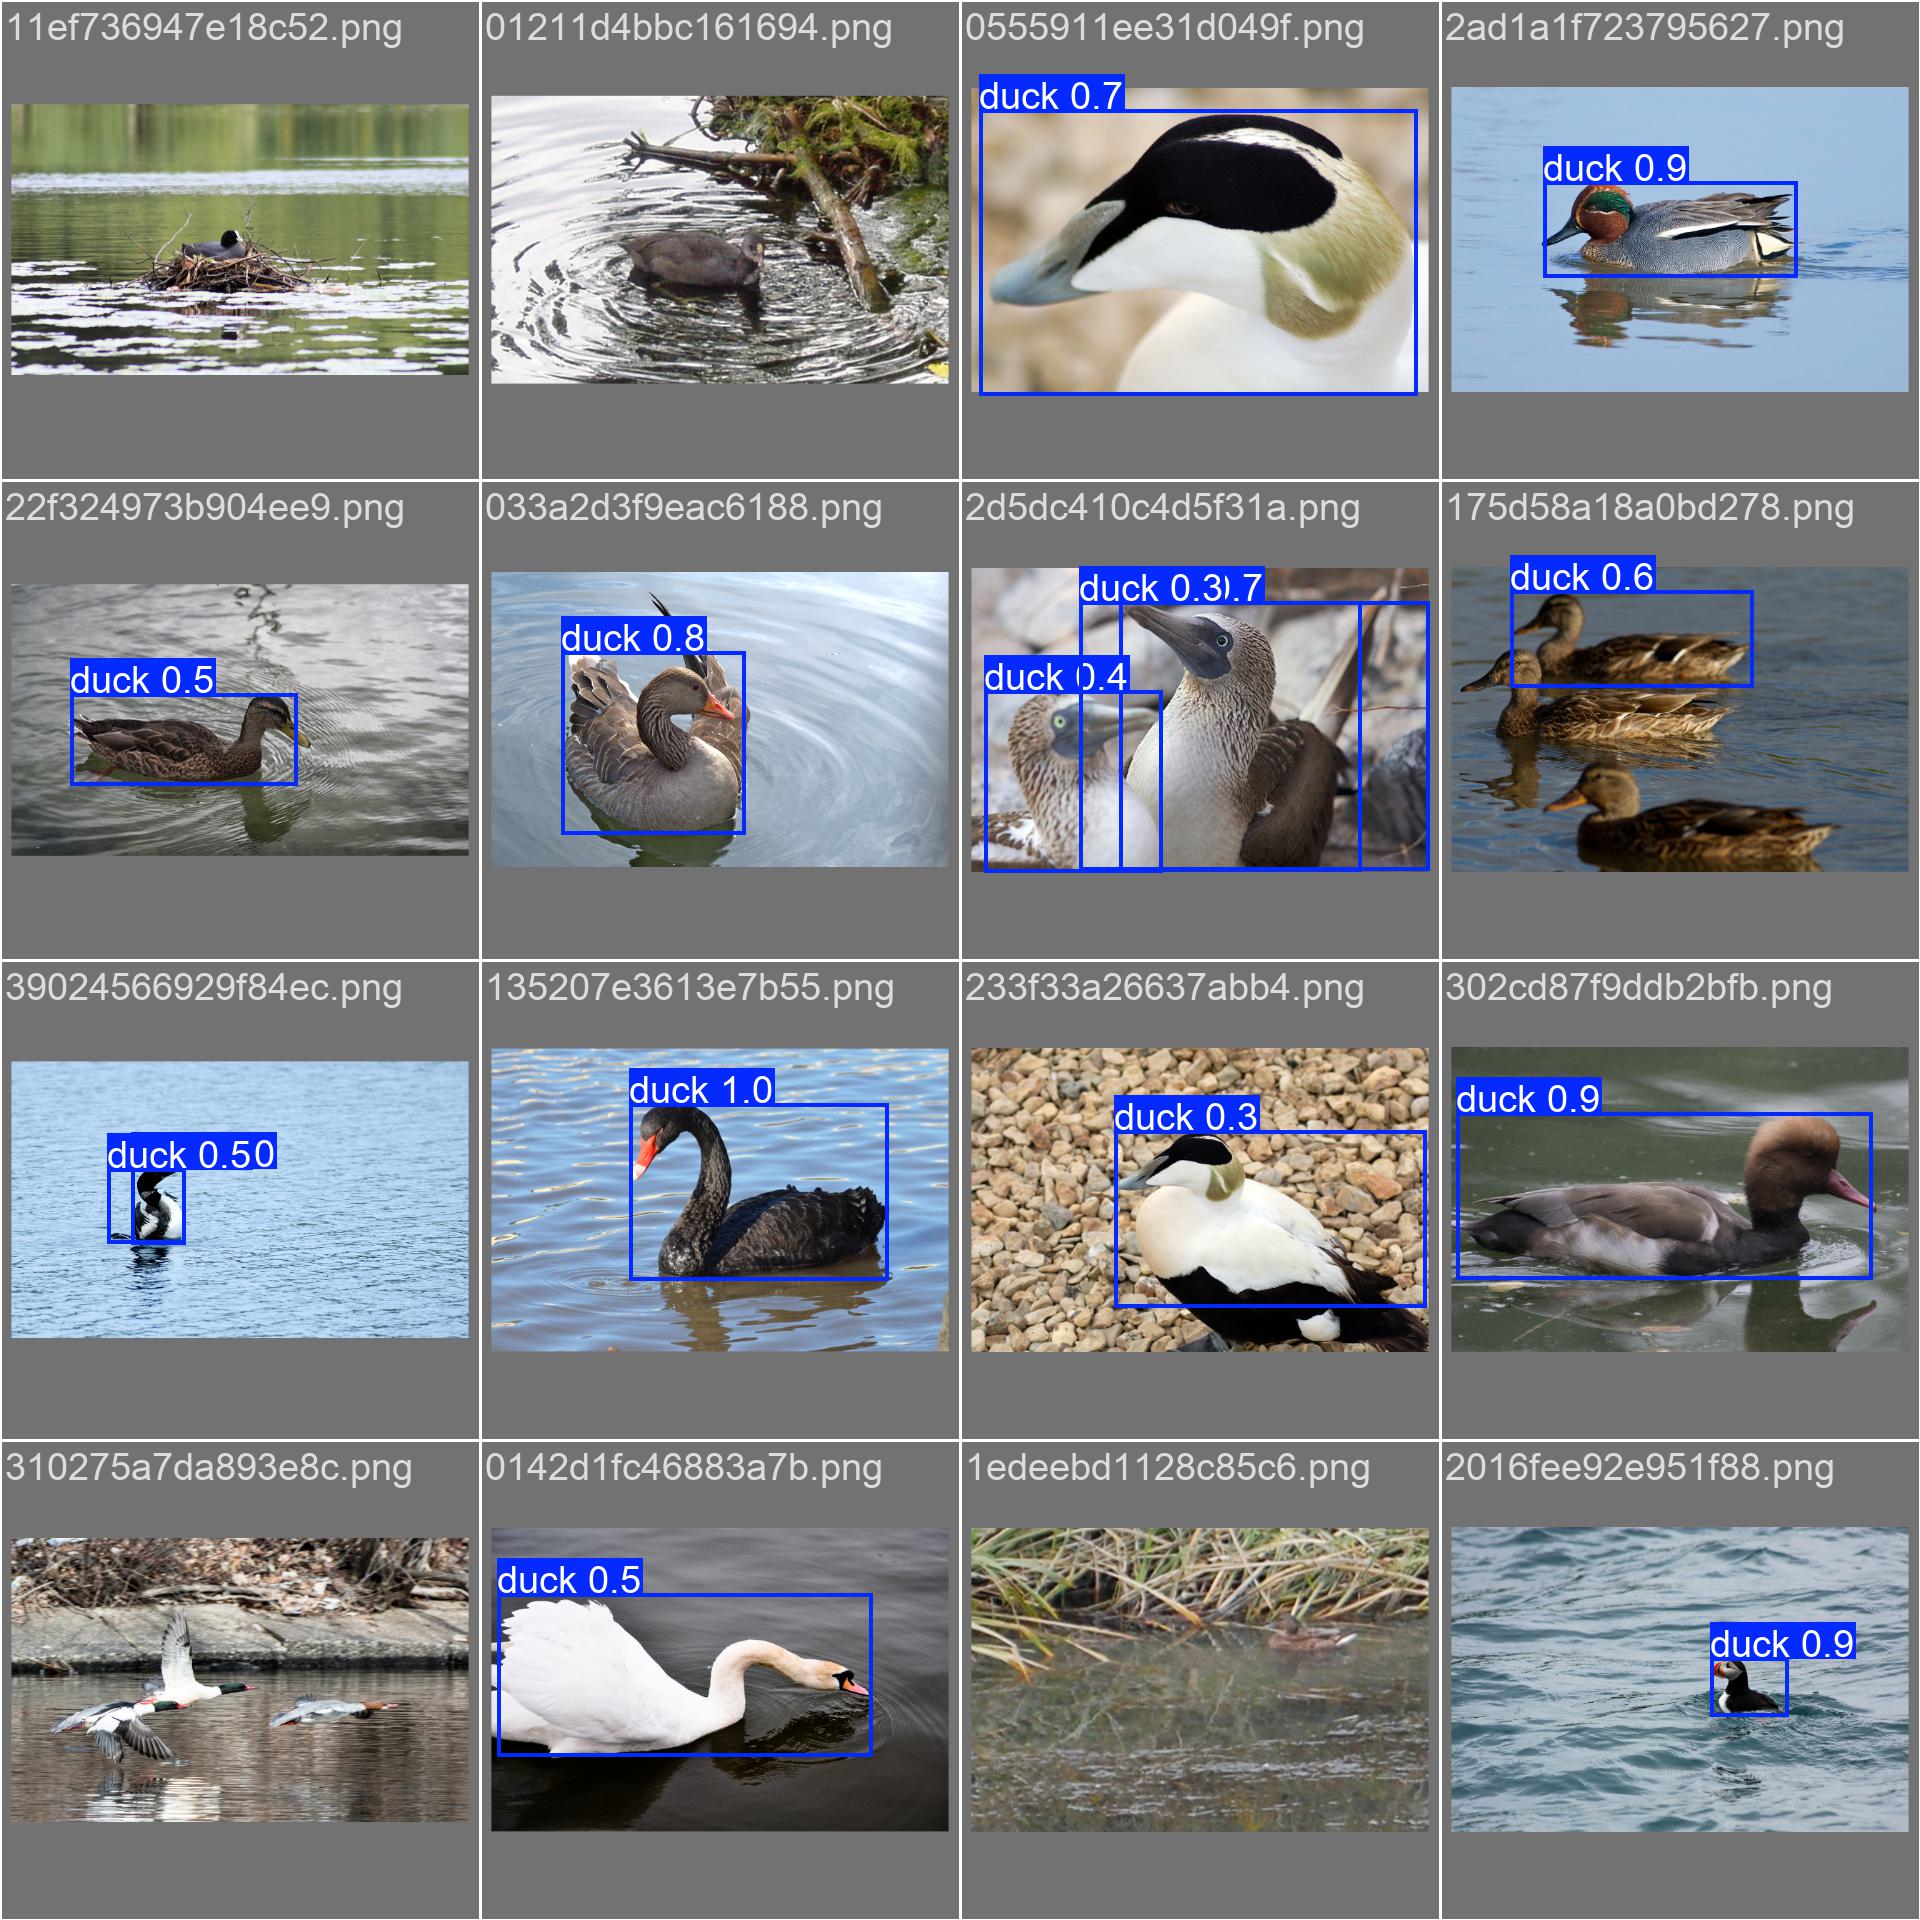 11ef736947e18c52.png
01211d4bbc161694.png
0555911ee31d049f.png
2ad1a1f723795627.png
duck 0.7
duck 0.9
22f324973b904ee9.png
033a2d3f9eac6188.png
2d5dc410c4d5f31a.png
175d58a18a0bd278.png
duck 0.5
duck 0.8
duck 0.3
.7
duck 0.4
duck 0.6
39024566929f84ec.png
135207e3613e7b55.png
233f33a26637abb4.png
302cd87f9ddb2bfb.png
duck 0.50
duck 1.0
duck 0.3
duck 0.9
310275a7da893e8c.png
0142d1fc46883a7b.png
1edeebd1128c85c6.png
2016fee92e951f88.png
duck 0.5
duck 0.9